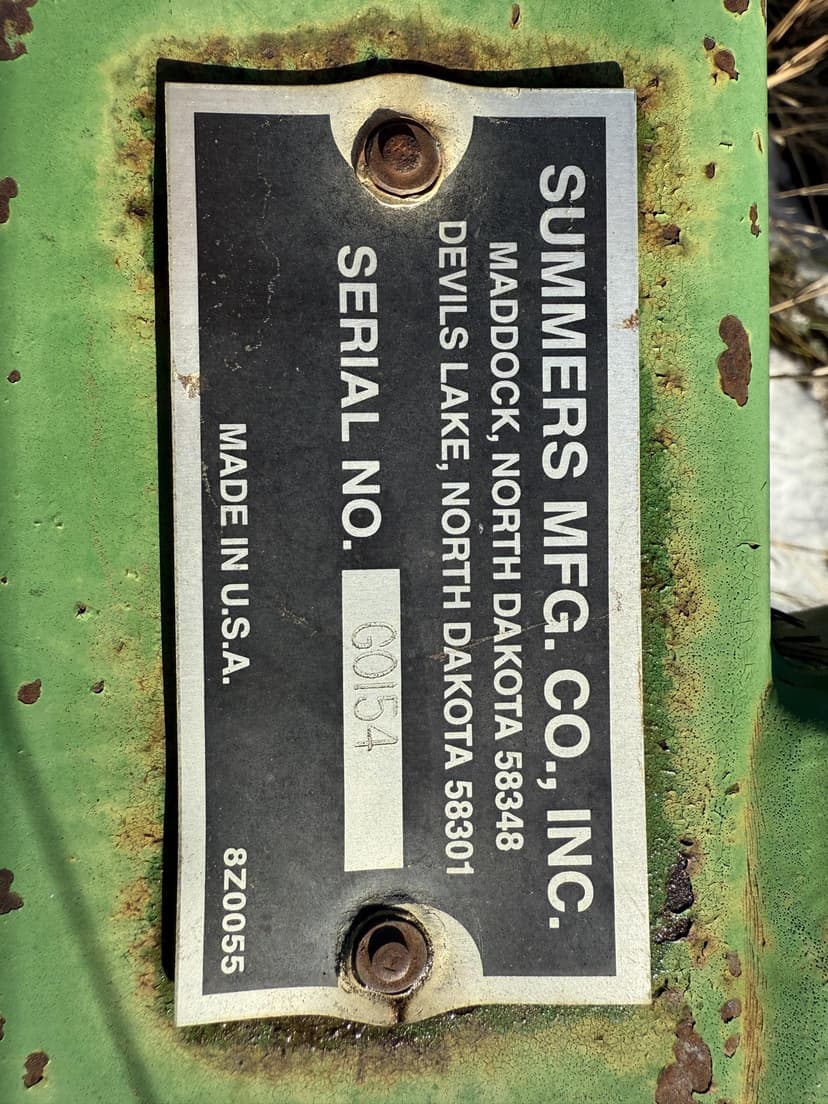 SUMMERS MFG. CO., INC.
MADDOCK, NORTH DAKOTA 58348
DEVILS LAKE, NORTH DAKOTA 58301
SERIAL NO. G0154
MADE IN U.S.A. 8Z0055